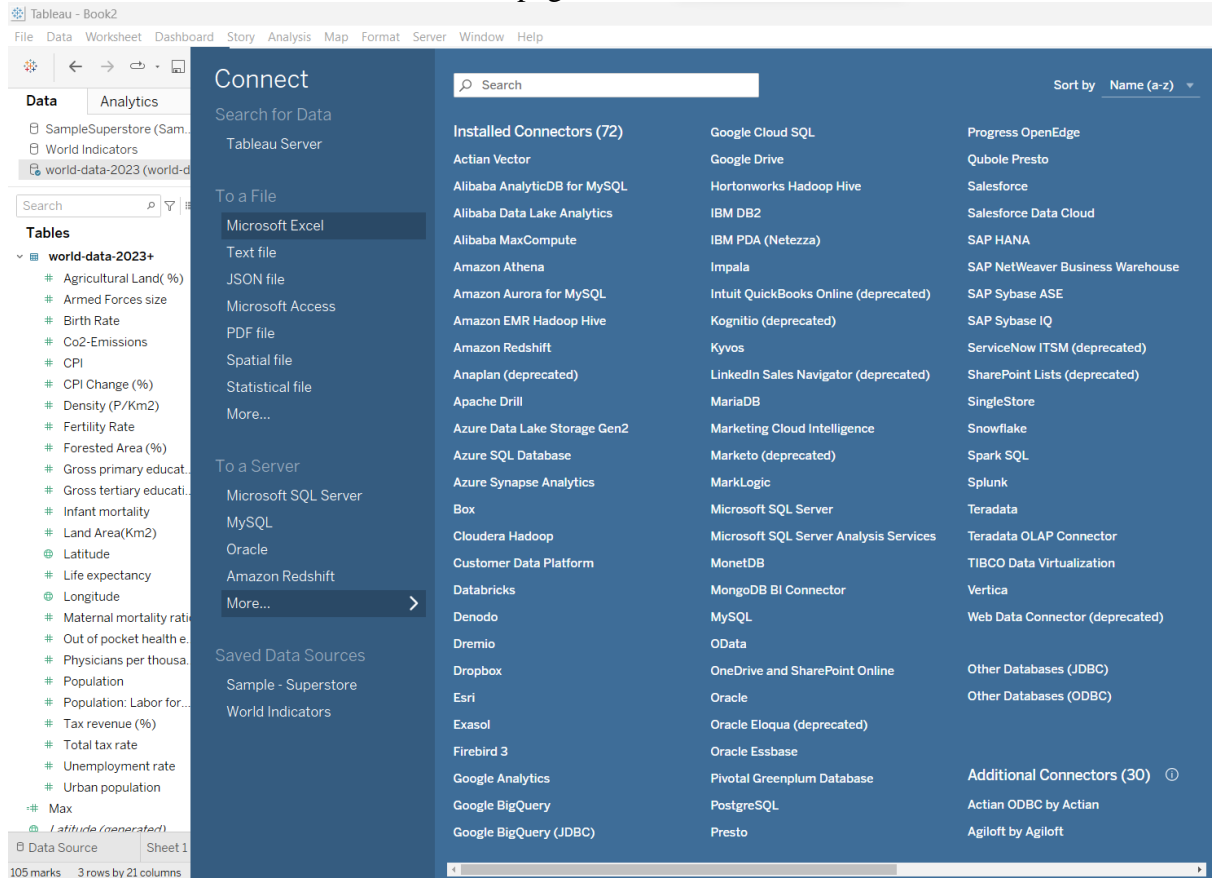 page
Tableau - Book2
File Data Worksheet Dashboard Story Analysis Map Format Server Window Help
Data Analytics
SampleSuperstore (Sam...
World Indicators
world-data-2023 (world-d
Search
Tables
world-data-2023+
Agricultural Land( %)
Armed Forces size
Birth Rate
Co2-Emissions
CPI
CPI Change (%)
Density (P/Km2)
Fertility Rate
Forested Area (%)
Gross primary educat..
Gross tertiary educati..
Infant mortality
Land Area(Km2)
Latitude
Life expectancy
Longitude
Maternal mortality rati
Out of pocket health e.
Physicians per thousa.
Population
Population: Labor for...
Tax revenue (%)
Total tax rate
Unemployment rate
Urban population
Max
Latitude (generated)
Data Source Sheet 1
105 marks 3 rows by 21 columns
Connect
Search for Data
Tableau Server
To a File
Microsoft Excel
Text file
JSON file
Microsoft Access
PDF file
Spatial file
Statistical file
More...
To a Server
Microsoft SQL Server
MySQL
Oracle
Amazon Redshift
More...
Saved Data Sources
Sample - Superstore
World Indicators
Search
Sort by Name (a-z)
Installed Connectors (72)
Actian Vector
Alibaba AnalyticDB for MySQL
Alibaba Data Lake Analytics
Alibaba MaxCompute
Amazon Athena
Amazon Aurora for MySQL
Amazon EMR Hadoop Hive
Amazon Redshift
Anaplan (deprecated)
Apache Drill
Azure Data Lake Storage Gen2
Azure SQL Database
Azure Synapse Analytics
Box
Cloudera Hadoop
Customer Data Platform
Databricks
Denodo
Dremio
Dropbox
Esri
Exasol
Firebird 3
Google Analytics
Google BigQuery
Google BigQuery (JDBC)
Google Cloud SQL
Google Drive
Hortonworks Hadoop Hive
IBM DB2
IBM PDA (Netezza)
Impala
Intuit QuickBooks Online (deprecated)
Kognitio (deprecated)
Kyvos
LinkedIn Sales Navigator (deprecated)
MariaDB
Marketing Cloud Intelligence
Marketo (deprecated)
MarkLogic
Microsoft SQL Server
Microsoft SQL Server Analysis Services
MonetDB
MongoDB BI Connector
MySQL
OData
OneDrive and SharePoint Online
Oracle
Oracle Eloqua (deprecated)
Oracle Essbase
Pivotal Greenplum Database
PostgreSQL
Presto
Progress OpenEdge
Qubole Presto
Salesforce
Salesforce Data Cloud
SAP HANA
SAP NetWeaver Business Warehouse
SAP Sybase ASE
SAP Sybase IQ
ServiceNow ITSM (deprecated)
SharePoint Lists (deprecated)
SingleStore
Snowflake
Spark SQL
Splunk
Teradata
Teradata OLAP Connector
TIBCO Data Virtualization
Vertica
Web Data Connector (deprecated)
Other Databases (JDBC)
Other Databases (ODBC)
Additional Connectors (30)
Actian ODBC by Actian
Agiloft by Agiloft